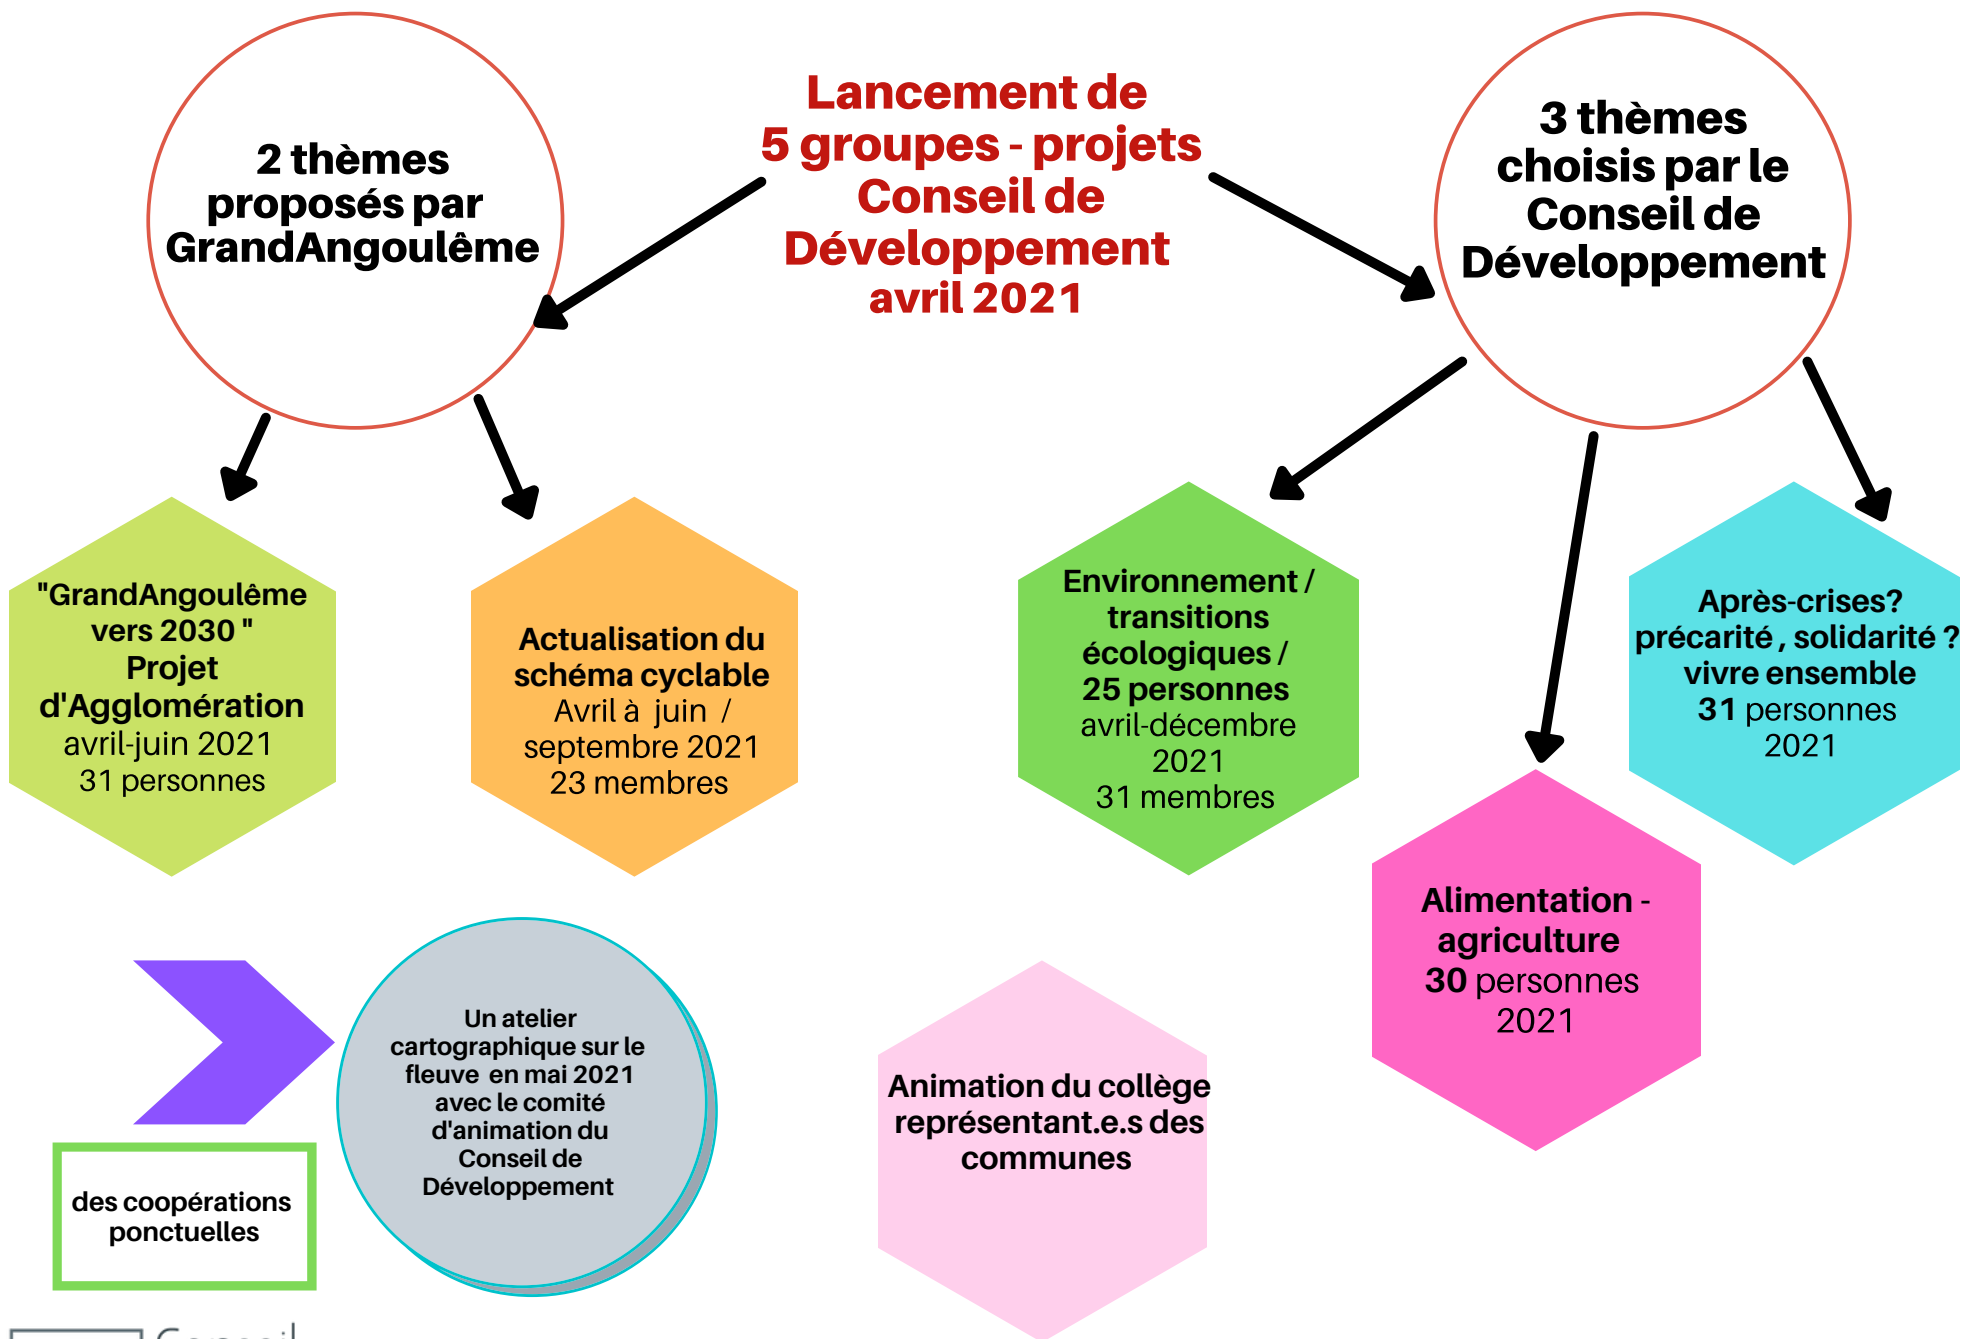 Lancement de
5 groupes - projets
Conseil de
Développement
avril 2021
2 thèmes
proposés par
GrandAngoulême
3 thèmes
choisis par le
Conseil de
Développement
"GrandAngoulême
vers 2030 "
Projet
d'Agglomération
avril-juin 2021
31 personnes
Actualisation du
schéma cyclable
Avril à juin /
septembre 2021
23 membres
Environnement /
transitions
écologiques /
25 personnes
avril-décembre
2021
31 membres
Alimentation -
agriculture
30 personnes
2021
Après-crises?
précarité , solidarité ?
vivre ensemble
31 personnes
2021
Un atelier
cartographique sur le
fleuve en mai 2021
avec le comité
d'animation du
Conseil de
Développement
des coopérations
ponctuelles
Animation du collège
représentant.e.s des
communes